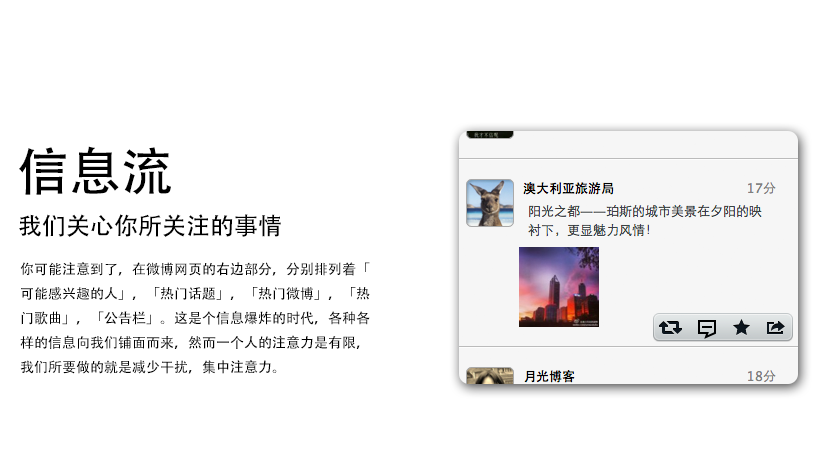 信息流
我们关心你所关注的事情
你可能注意到了，在微博网页的右边部分，分别排列着「
可能感兴趣的人」，「热门话题」，「热门微博」，「热
门歌曲」，「公告栏」。这是个信息爆炸的时代，各种各
样的信息向我们铺面而来，然而一个人的注意力是有限，
我们所要做的就是减少干扰，集中注意力。
澳大利亚旅游局 17分
阳光之都——珀斯的城市美景在夕阳的映
衬下，更显魅力风情！
月光博客 18分